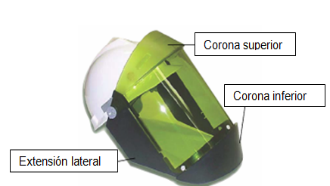 Corona superior
Corona inferior
Extensión lateral